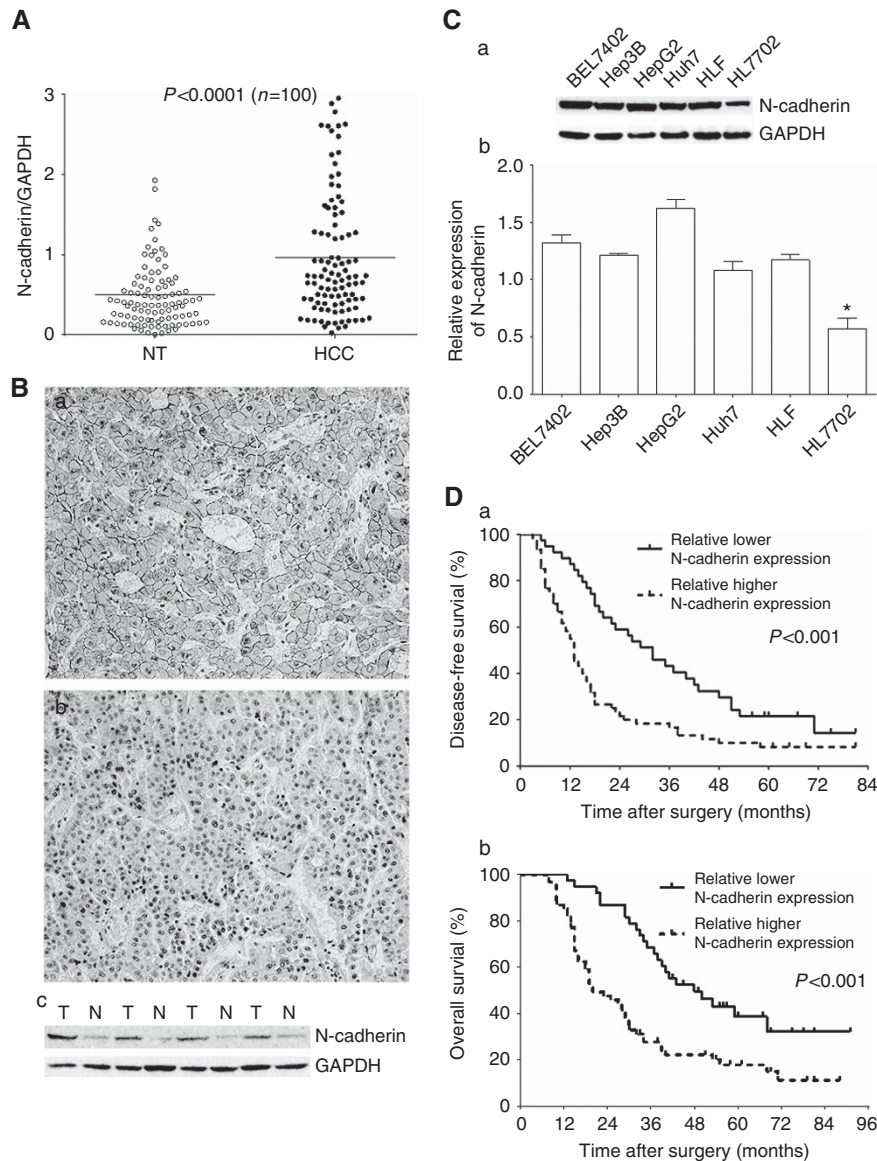 A
P<0.0001 (n=100)
N-cadherin/GAPDH
3
2
1
0
NT
HCC
B
a
b
c
T N T N T N T N
N-cadherin
GAPDH
C
a
BEL7402
Hep3B
HepG2
Huh7
HLF
HL7702
N-cadherin
GAPDH
b
Relative expression
of N-cadherin
2.0
1.5
1.0
0.5
0.0
*
BEL7402
Hep3B
HepG2
Huh7
HLF
HL7702
D
a
Disease-free survial (%)
100
80
60
40
20
0
Relative lower
N-cadherin expression
Relative higher
N-cadherin expression
P<0.001
0 12 24 36 48 60 72 84
Time after surgery (months)
b
Overall survial (%)
100
80
60
40
20
0
Relative lower
N-cadherin expression
Relative higher
N-cadherin expression
P<0.001
0 12 24 36 48 60 72 84 96
Time after surgery (months)